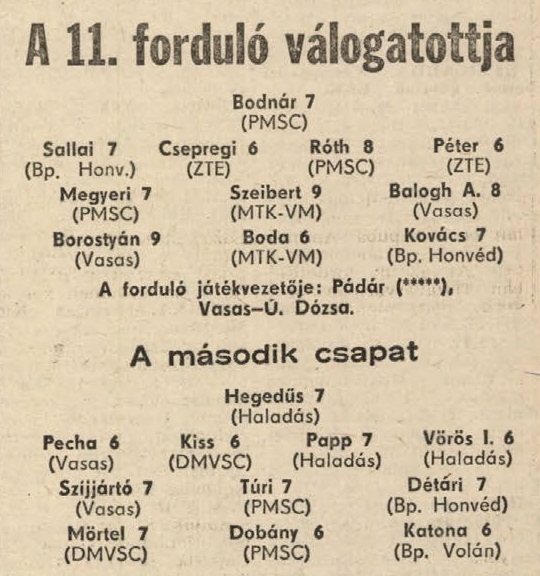 A 11. forduló válogatottja
Bodnár 7
(PMSC)
Sallai 7 Csepregi 6 Róth 8 Péter 6
(Bp. Honv.) (ZTE) (PMSC) (ZTE)
Megyeri 7 Szeibert 9 Balogh A. 8
(PMSC) (MTK-VM) (Vasas)
Borostyán 9 Boda 6 Kovács 7
(Vasas) (MTK-VM) (Bp. Honvéd)
A forduló játékvezetője: Pádár (*****),
Vasas–Ú. Dózsa.
A második csapat
Hegedűs 7
(Haladás)
Pecha 6 Kiss 6 Papp 7 Vörös I. 6
(Vasas) (DMVSC) (Haladás) (Haladás)
Szijjártó 7 Túri 7 Détári 7
(Vasas) (PMSC) (Bp. Honvéd)
Mörtel 7 Dobány 6 Katona 6
(DMVSC) (PMSC) (Bp. Volán)